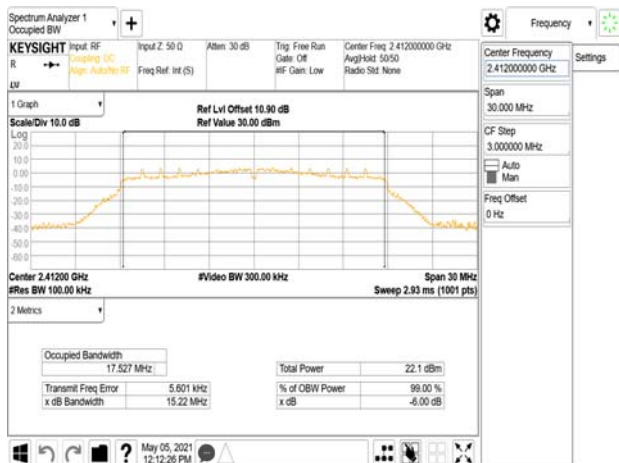 Spectrum Analyzer 1
Occupied BW
+
Frequency
KEYSIGHT
R
LW
Input: RF
Coupling: DC
Align: Auto/No RF
Input Z: 50 Ω
Freq Ref: Int (S)
Atten: 30 dB
Trig: Free Run
Gate: Off
#IF Gain: Low
Center Freq: 2.412000000 GHz
Avg|Hold: 50/50
Radio Std: None
Center Frequency
2.412000000 GHz
Settings
Span
30.000 MHz
CF Step
3.000000 MHz
Auto
Man
Freq Offset
0 Hz
1 Graph
Scale/Div 10.0 dB
Ref Lvl Offset 10.90 dB
Ref Value 30.00 dBm
Log
20.0
10.0
0.00
-10.0
-20.0
-30.0
-40.0
-50.0
-60.0
Center 2.41200 GHz
#Res BW 100.00 kHz
#Video BW 300.00 kHz
Span 30 MHz
Sweep 2.93 ms (1001 pts)
2 Metrics
Occupied Bandwidth
17.527 MHz
Transmit Freq Error 5.601 kHz
x dB Bandwidth 15.22 MHz
Total Power 22.1 dBm
% of OBW Power 99.00 %
x dB -6.00 dB
?
May 05, 2021
12:12:26 PM